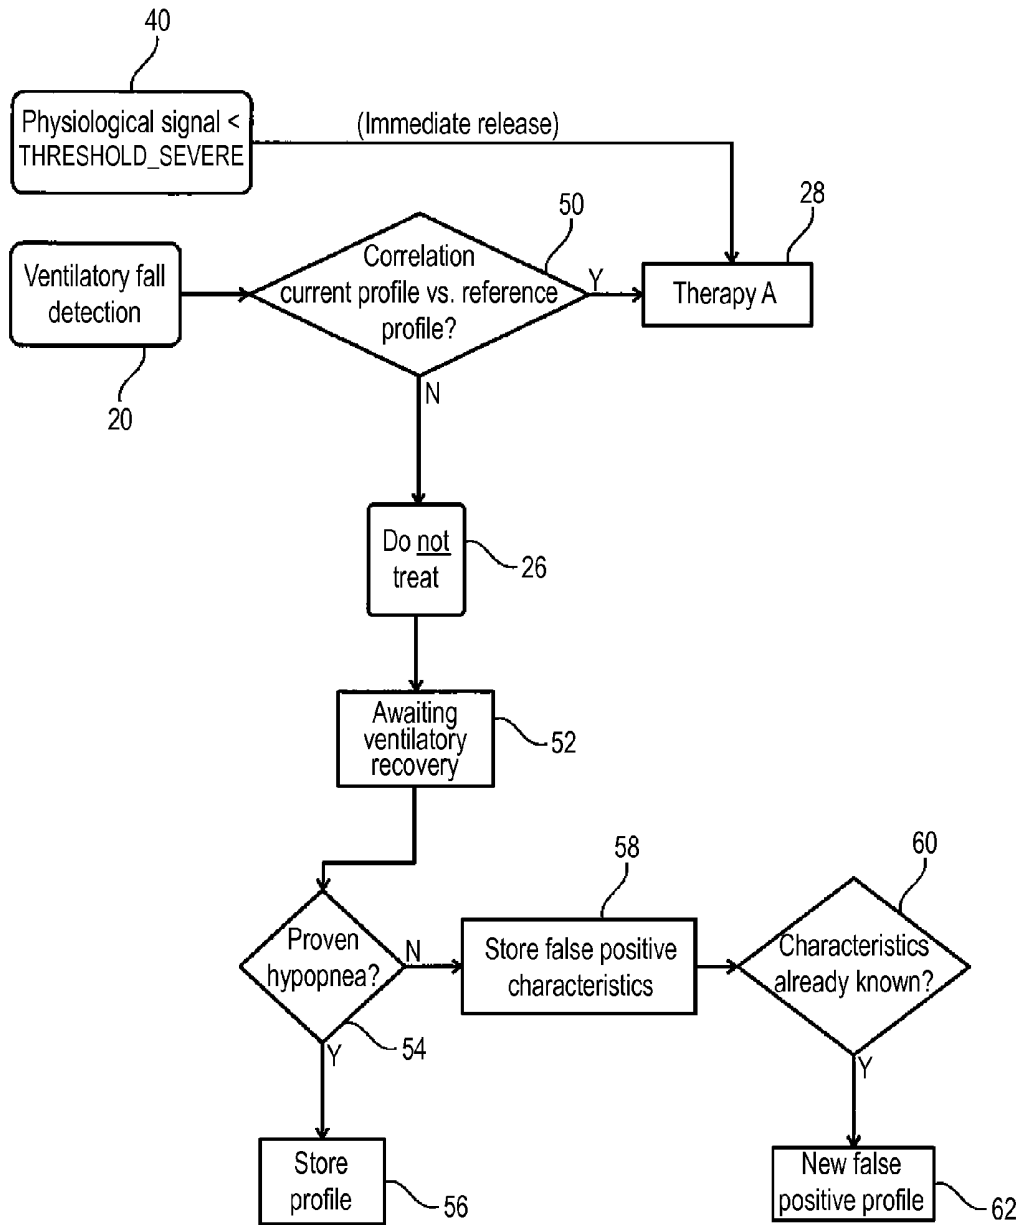 40
Physiological signal <
THRESHOLD_SEVERE
(Immediate release)
50
28
Ventilatory fall
detection
Correlation
current profile vs. reference
profile?
Y
Therapy A
20
N
Do not
treat
26
Awaiting
ventilatory
recovery
52
58
60
Proven
hypopnea?
N
Store false positive
characteristics
Characteristics
already known?
54
Y
Y
Store
profile
56
New false
positive profile
62